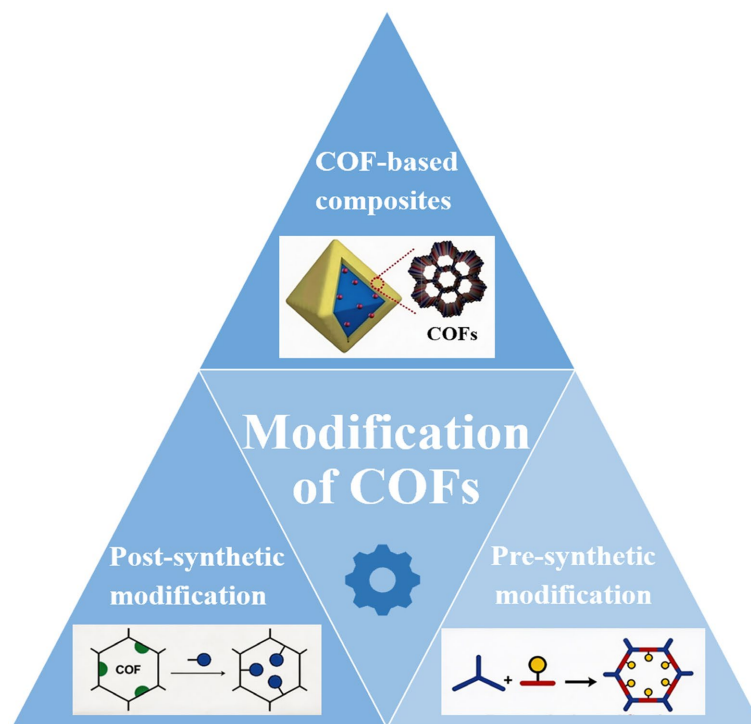 COF-based
composites
COFs
Modification
of COFs
Post-synthetic
modification
COF
Pre-synthetic
modification
+